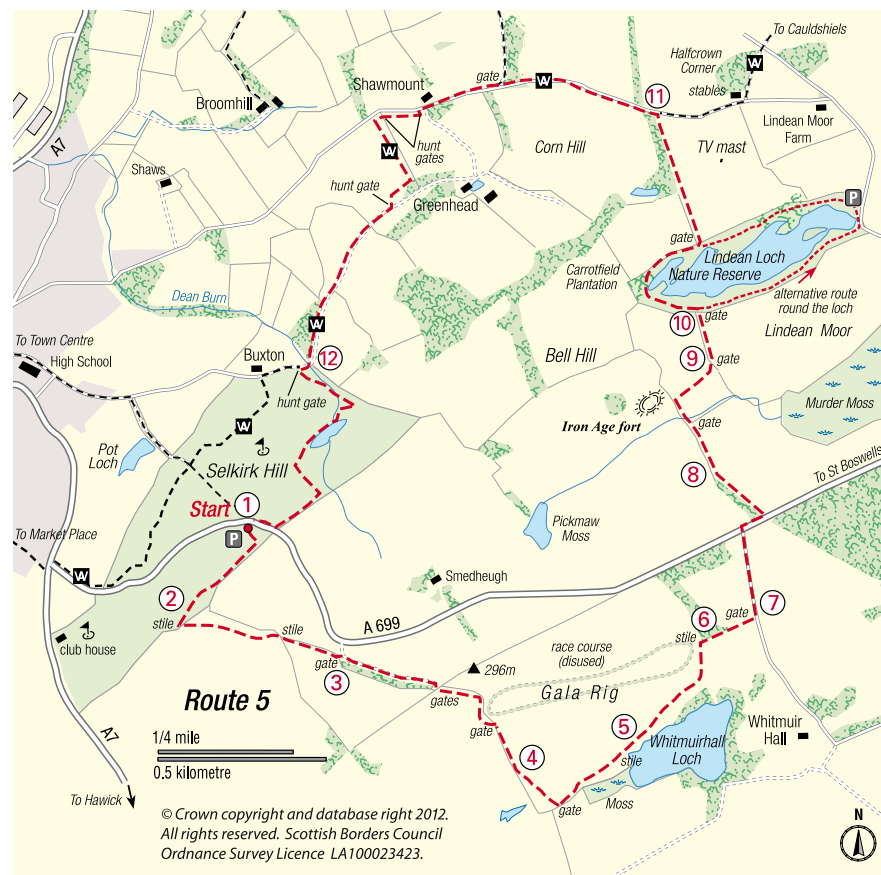 To Cauldshiels
Halfcrown
Corner
W
stables
Lindean Moor
Farm
gate
W
Shawmount
Broomhill
11
A7
hunt
gates
Corn Hill
TV mast
W
Shaws
hunt gate
Greenhead
P
gate
Lindean Loch
Nature Reserve
Carrotfield
Plantation
alternative route
round the loch
Dean Burn
10
gate
Lindean Moor
W
To Town Centre
High School
Buxton
12
Bell Hill
9
gate
hunt gate
Murder Moss
Iron Age fort
gate
W
Pot
Loch
Selkirk Hill
8
To St Boswells
Start
1
To Market Place
P
Pickmaw
Moss
W
Smedheugh
2
7
6
gate
stile
A 699
stile
stile
club house
race course
(disused)
gate
3
296m
Gala Rig
Route 5
gates
gate
5
Whitmuir
Hall
Whitmuirhall
Loch
A7
1/4 mile
4
stile
0.5 kilometre
Moss
gate
To Hawick
© Crown copyright and database right 2012.
All rights reserved. Scottish Borders Council
Ordnance Survey Licence LA100023423.
N